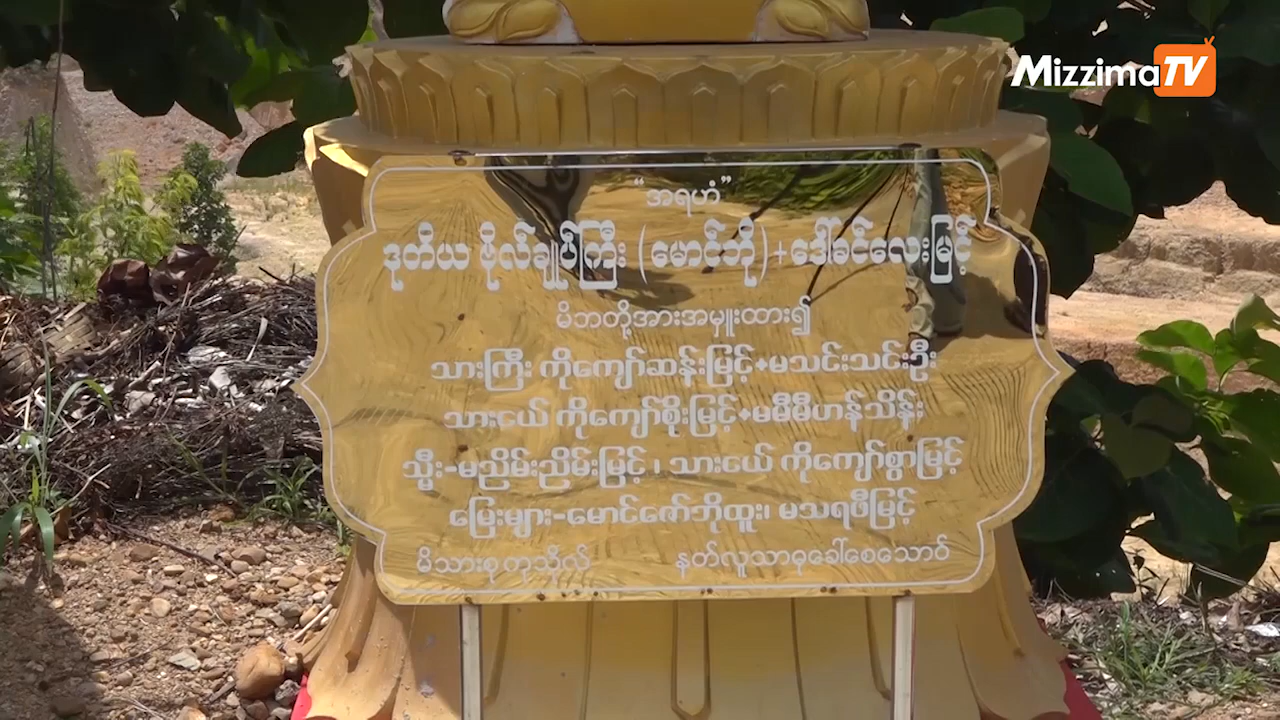 Mizzima TV
“အရဟံ”
ဒုတိယ ဗိုလ်ချုပ်ကြီး (မောင်ဘို)+ဒေါ်ခင်လေးမြင့်
မိဘတို့အားအမှူးထား၍
သားကြီး ကိုကျော်ဆန်းမြင့်+မသင်းသင်းဦး
သားငယ် ကိုကျော်စိုးမြင့်+မမီမီဟန်သိန်း
သ္မီး-မညိမ်းညိမ်းမြင့်၊ သားငယ် ကိုကျော်စွာမြင့်
မြေးများ-မောင်ဇော်ဘိုထူး၊ မသရဖီမြင့်
မိသားစုကုသိုလ် နတ်လူသာဓုခေါ်စေသောဝ်